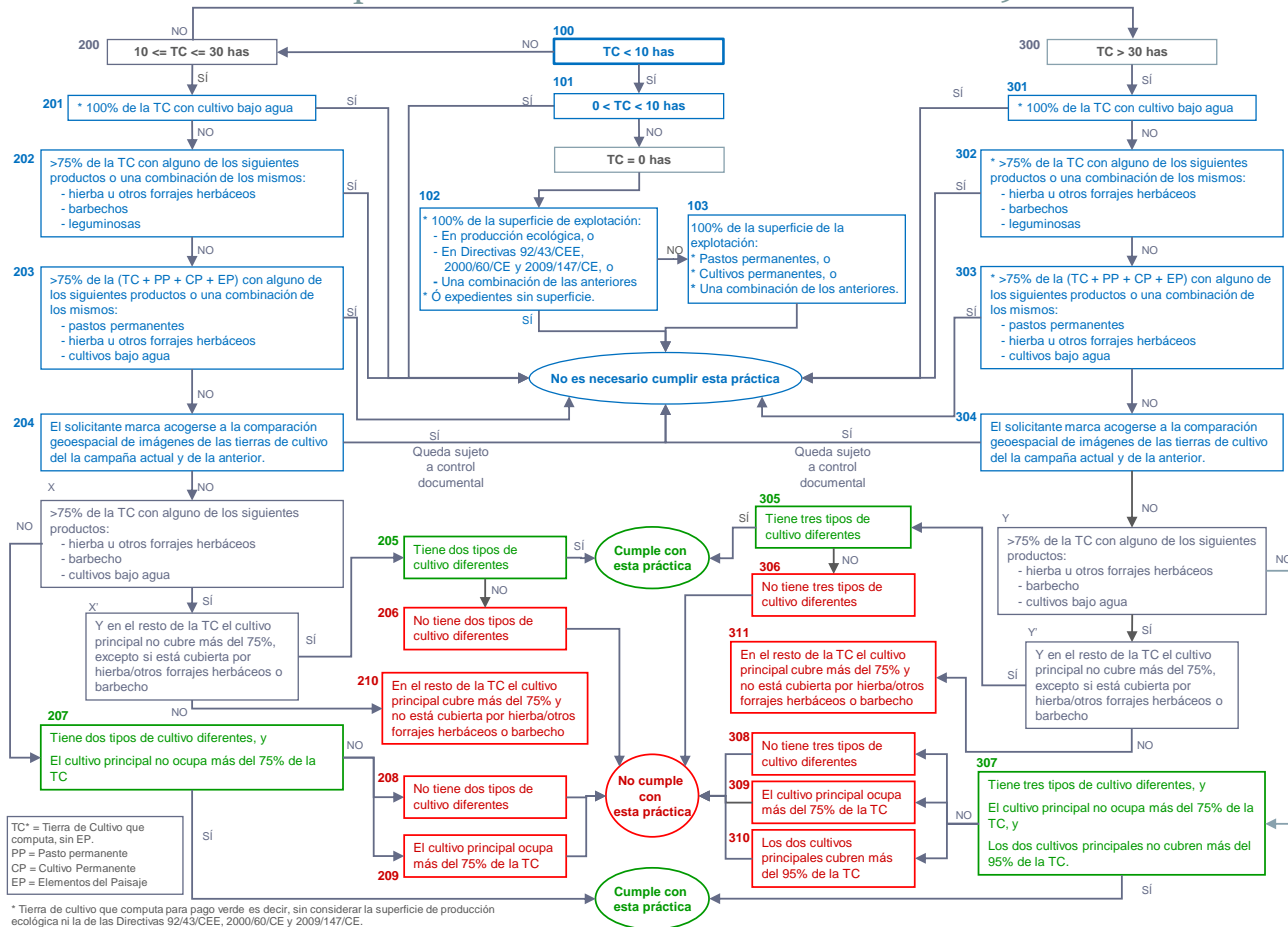 NO
200
10 <= TC <= 30 has
NO
100
TC < 10 has
300
TC > 30 has
SÍ
SÍ
SÍ
201
* 100% de la TC con cultivo bajo agua
SÍ
SÍ
101
0 < TC < 10 has
SÍ
301
* 100% de la TC con cultivo bajo agua
NO
NO
NO
202
>75% de la TC con alguno de los siguientes
productos o una combinación de los mismos:
- hierba u otros forrajes herbáceos
- barbechos
- leguminosas
SÍ
TC = 0 has
302
* >75% de la TC con alguno de los siguientes
productos o una combinación de los mismos:
- hierba u otros forrajes herbáceos
- barbechos
- leguminosas
SÍ
102
* 100% de la superficie de explotación:
- En producción ecológica, o
- En Directivas 92/43/CEE,
2000/60/CE y 2009/147/CE, o
- Una combinación de las anteriores
* Ó expedientes sin superficie.
NO
103
100% de la superficie de la
explotación:
* Pastos permanentes, o
* Cultivos permanentes, o
* Una combinación de los anteriores.
SÍ
NO
NO
203
>75% de la (TC + PP + CP + EP) con alguno de
los siguientes productos o una combinación de
los mismos:
- pastos permanentes
- hierba u otros forrajes herbáceos
- cultivos bajo agua
SÍ
303
* >75% de la (TC + PP + CP + EP) con alguno de
los siguientes productos o una combinación de
los mismos:
- pastos permanentes
- hierba u otros forrajes herbáceos
- cultivos bajo agua
SÍ
No es necesario cumplir esta práctica
NO
NO
204
El solicitante marca acogerse a la comparación
geoespacial de imágenes de las tierras de cultivo
del la campaña actual y de la anterior.
SÍ
Queda sujeto
a control
documental
SÍ
Queda sujeto
a control
documental
304
El solicitante marca acogerse a la comparación
geoespacial de imágenes de las tierras de cultivo
del la campaña actual y de la anterior.
NO
NO
X
>75% de la TC con alguno de los siguientes
productos:
- hierba u otros forrajes herbáceos
- barbecho
- cultivos bajo agua
NO
205
Tiene dos tipos de
cultivo diferentes
SÍ
Cumple con
esta práctica
SÍ
305
Tiene tres tipos de
cultivo diferentes
Y
>75% de la TC con alguno de los siguientes
productos:
- hierba u otros forrajes herbáceos
- barbecho
- cultivos bajo agua
NO
NO
NO
SÍ
SÍ
206
No tiene dos tipos de
cultivo diferentes
306
No tiene tres tipos de
cultivo diferentes
X'
Y en el resto de la TC el cultivo
principal no cubre más del 75%,
excepto si está cubierta por
hierba/otros forrajes herbáceos o
barbecho
SÍ
Y'
Y en el resto de la TC el cultivo
principal no cubre más del 75%,
excepto si está cubierta por
hierba/otros forrajes herbáceos o
barbecho
SÍ
NO
NO
210
En el resto de la TC el cultivo
principal cubre más del 75% y
no está cubierta por hierba/otros
forrajes herbáceos o barbecho
311
En el resto de la TC el cultivo
principal cubre más del 75% y
no está cubierta por hierba/otros
forrajes herbáceos o barbecho
207
Tiene dos tipos de cultivo diferentes, y
El cultivo principal no ocupa más del 75% de la
TC
NO
208
No tiene dos tipos de
cultivo diferentes
El cultivo principal ocupa
más del 75% de la TC
209
No cumple
con
esta práctica
308
No tiene tres tipos de
cultivo diferentes
309
El cultivo principal ocupa
más del 75% de la TC
310
Los dos cultivos
principales cubren más
del 95% de la TC
NO
307
Tiene tres tipos de cultivo diferentes, y
El cultivo principal no ocupa más del 75% de la
TC, y
Los dos cultivos principales no cubren más del
95% de la TC.
SÍ
SÍ
Cumple con
esta práctica
TC* = Tierra de Cultivo que
computa, sin EP.
PP = Pasto permanente
CP = Cultivo Permanente
EP = Elementos del Paisaje
* Tierra de cultivo que computa para pago verde es decir, sin considerar la superficie de producción
ecológica ni la de las Directivas 92/43/CEE, 2000/60/CE y 2009/147/CE.